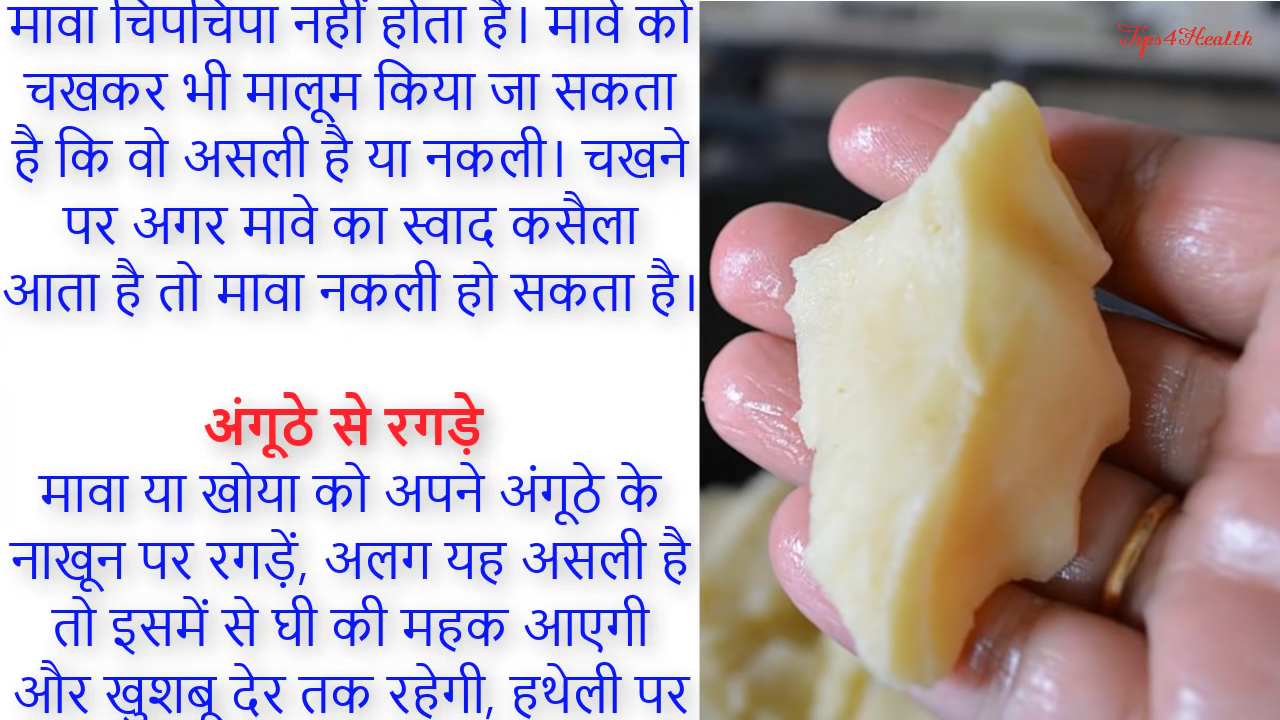 मावा चिपचिपा नहीं होता है। मावे को
चखकर भी मालूम किया जा सकता
है कि वो असली है या नकली। चखने
पर अगर मावे का स्वाद कसैला
आता है तो मावा नकली हो सकता है।
अंगूठे से रगड़े
मावा या खोया को अपने अंगूठे के
नाखून पर रगड़ें, अलग यह असली है
तो इसमें से घी की महक आएगी
और खुशबू देर तक रहेगी, हथेली पर
Tips4Health